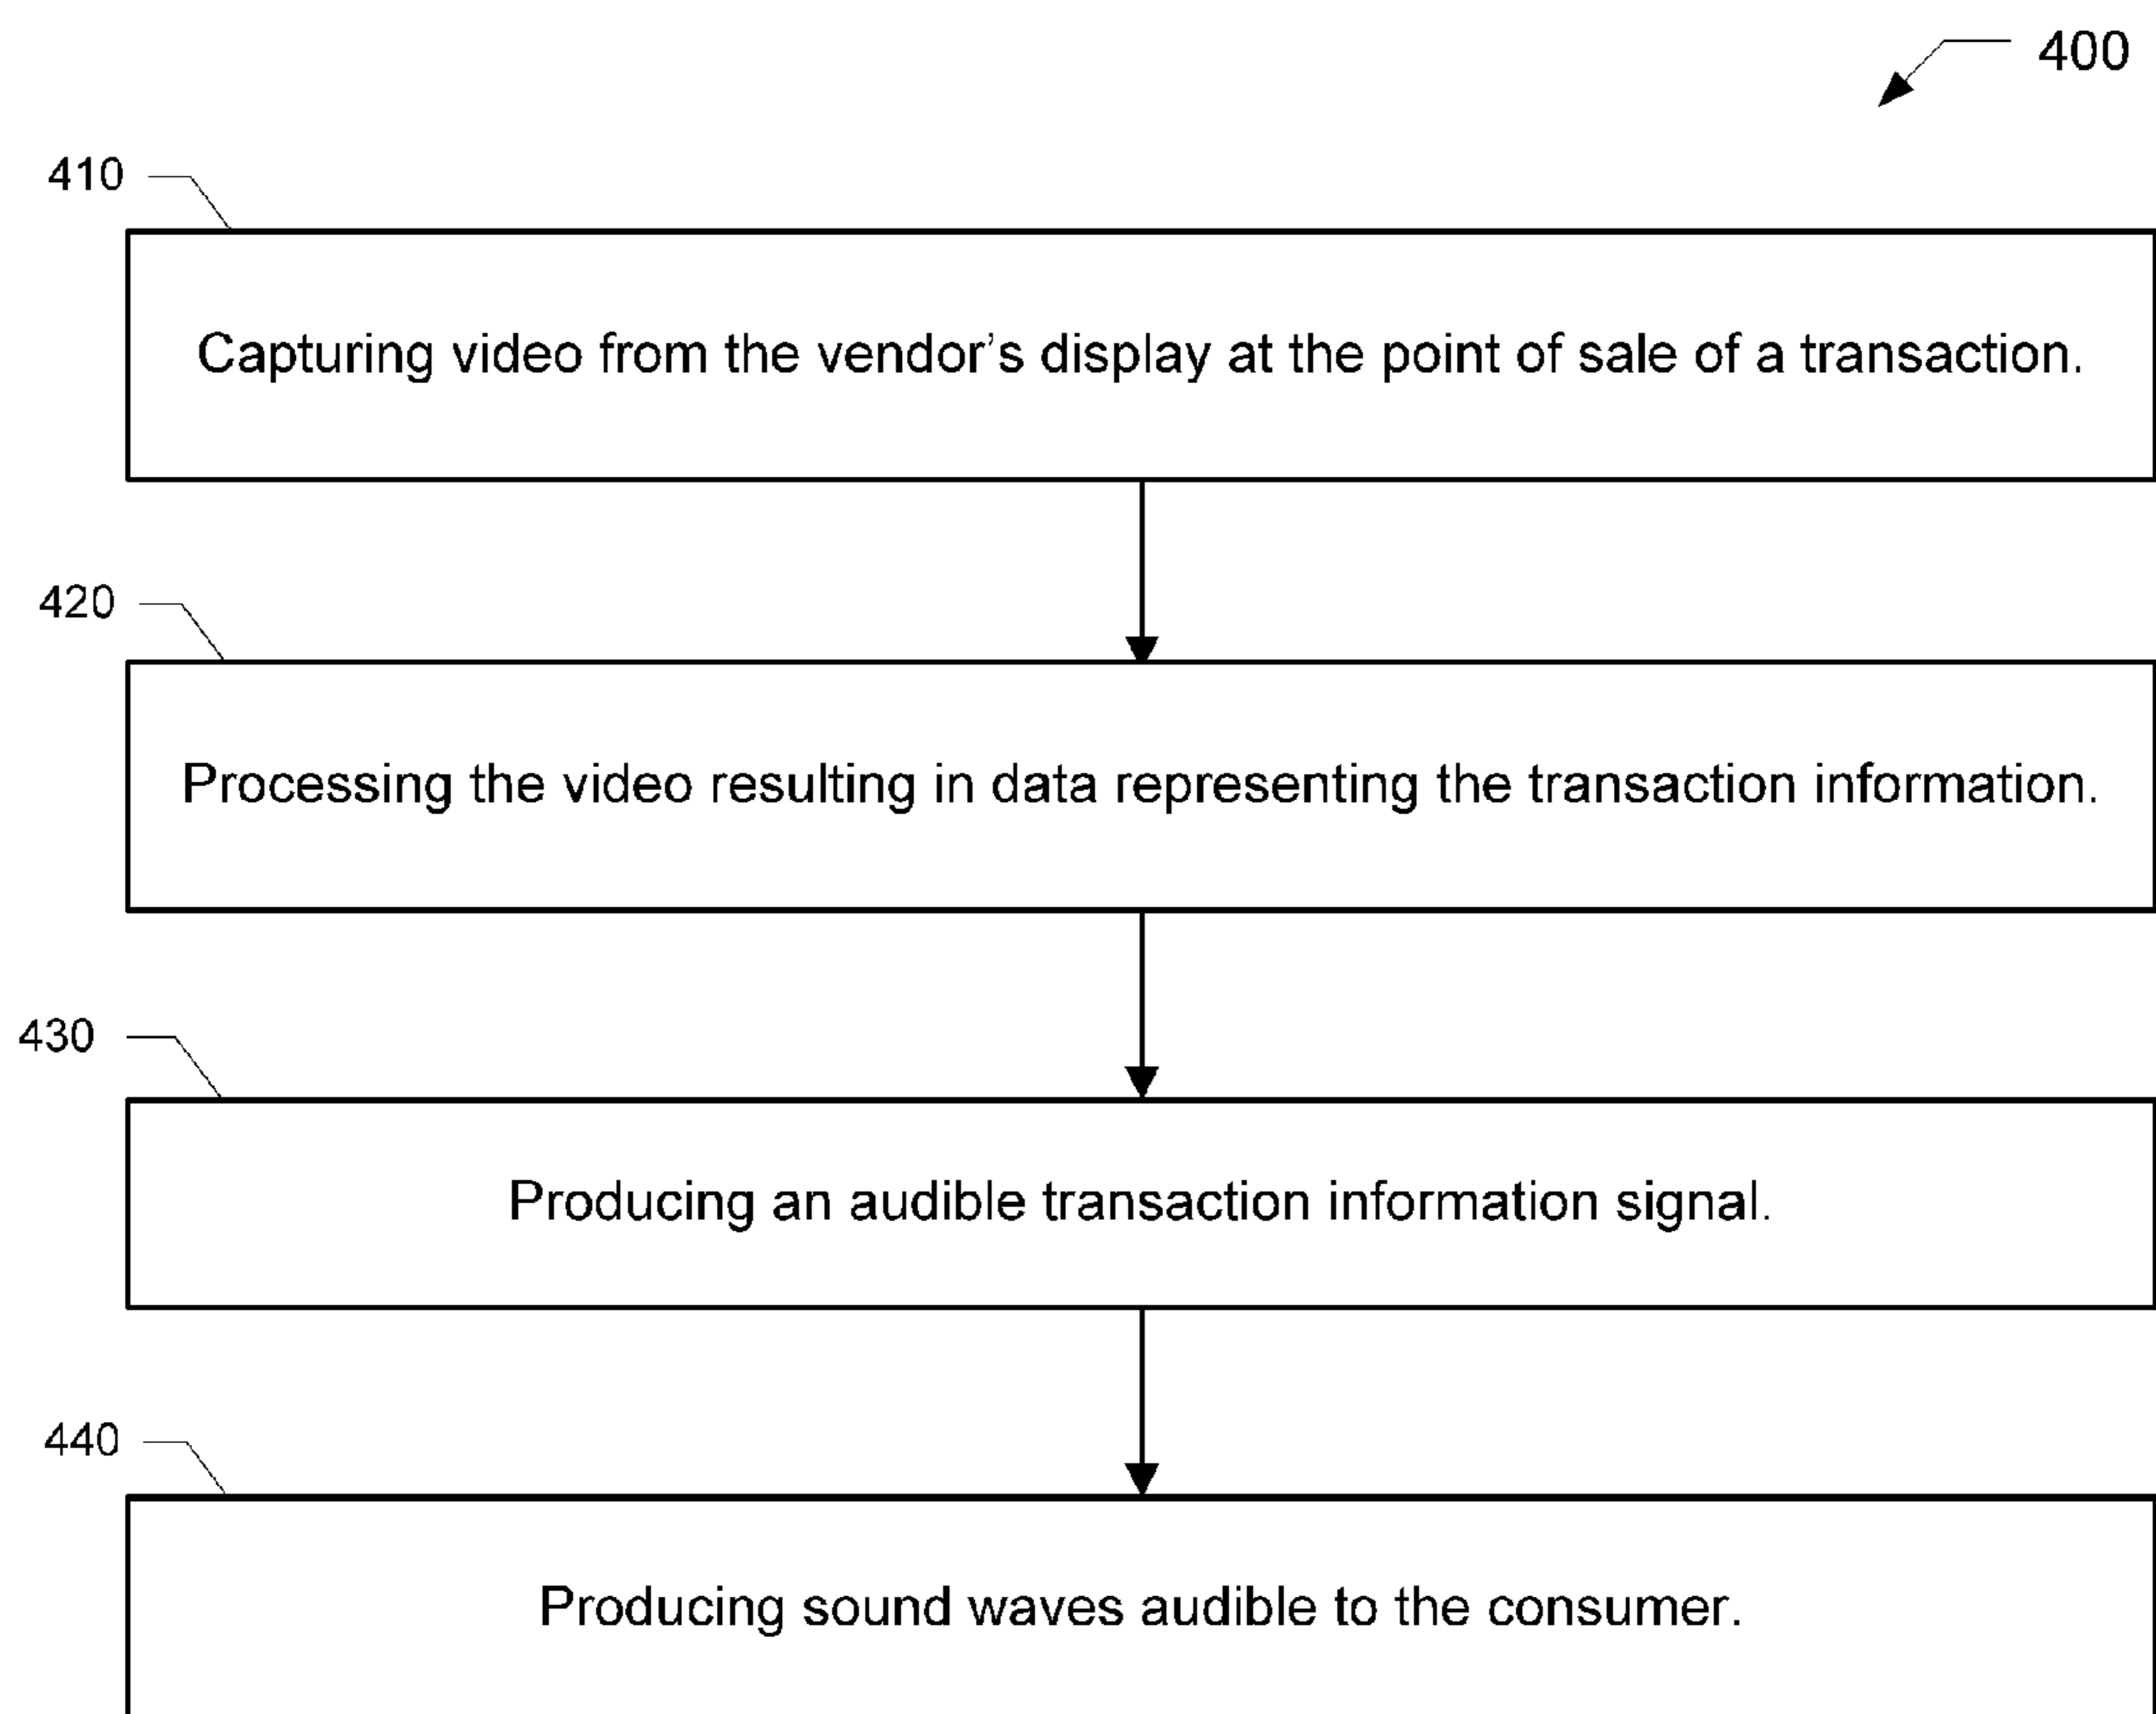 400
410
Capturing video from the vendor's display at the point of sale of a transaction.
420
Processing the video resulting in data representing the transaction information.
430
Producing an audible transaction information signal.
440
Producing sound waves audible to the consumer.